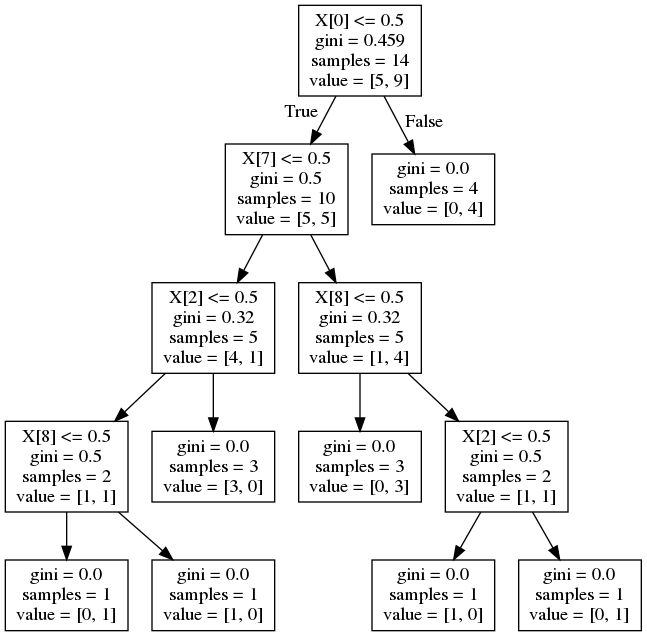 X[0] <= 0.5
gini = 0.459
samples = 14
value = [5, 9]
True
False
X[7] <= 0.5
gini = 0.5
samples = 10
value = [5, 5]
gini = 0.0
samples = 4
value = [0, 4]
X[2] <= 0.5
gini = 0.32
samples = 5
value = [4, 1]
X[8] <= 0.5
gini = 0.32
samples = 5
value = [1, 4]
X[8] <= 0.5
gini = 0.5
samples = 2
value = [1, 1]
gini = 0.0
samples = 3
value = [3, 0]
gini = 0.0
samples = 3
value = [0, 3]
X[2] <= 0.5
gini = 0.5
samples = 2
value = [1, 1]
gini = 0.0
samples = 1
value = [0, 1]
gini = 0.0
samples = 1
value = [1, 0]
gini = 0.0
samples = 1
value = [1, 0]
gini = 0.0
samples = 1
value = [0, 1]